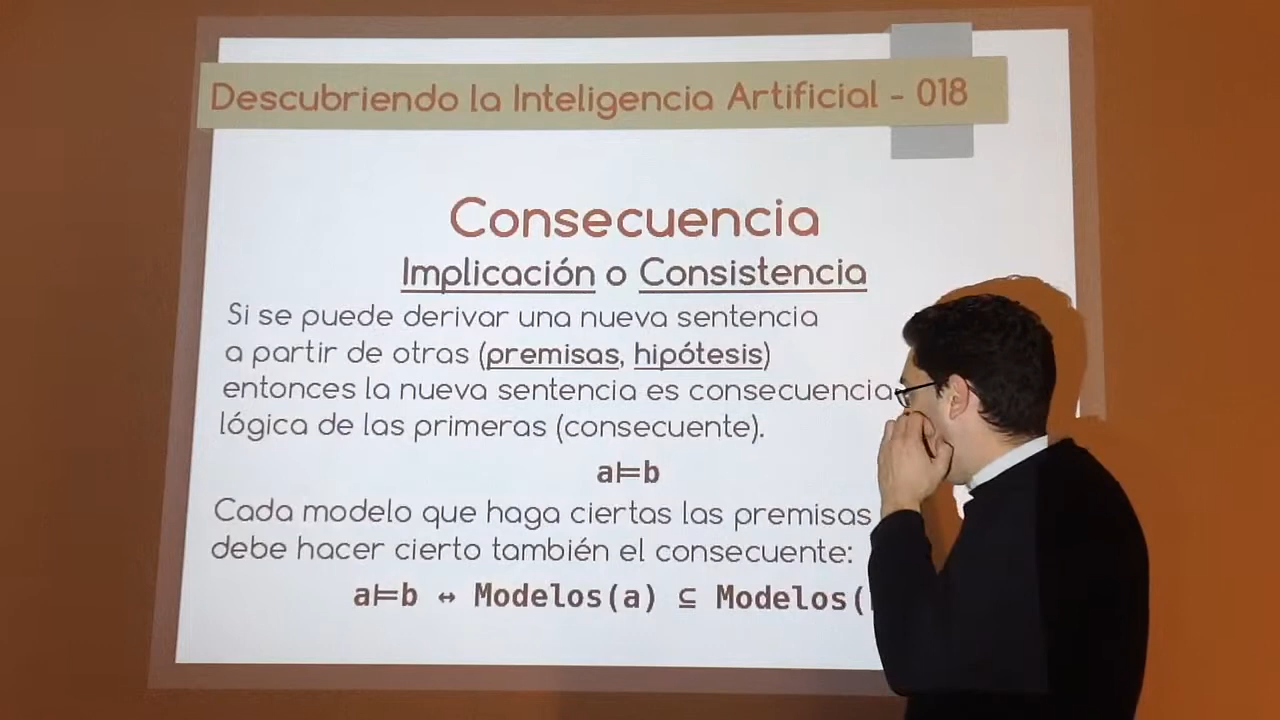 Descubriendo la Inteligencia Artificial - 018
Consecuencia
Implicación o Consistencia
Si se puede derivar una nueva sentencia
a partir de otras (premisas, hipótesis)
entonces la nueva sentencia es consecuencia
lógica de las primeras (consecuente).
a⊨b
Cada modelo que haga ciertas las premisas
debe hacer cierto también el consecuente:
a⊨b ↔ Modelos(a) ⊆ Modelos(